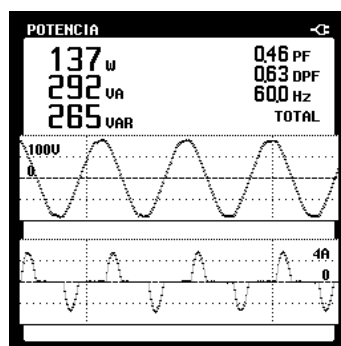 POTENCIA
137 W
292 VA
265 VAR
0,46 PF
0,63 DPF
60,0 Hz
TOTAL
100V
0
4A
0